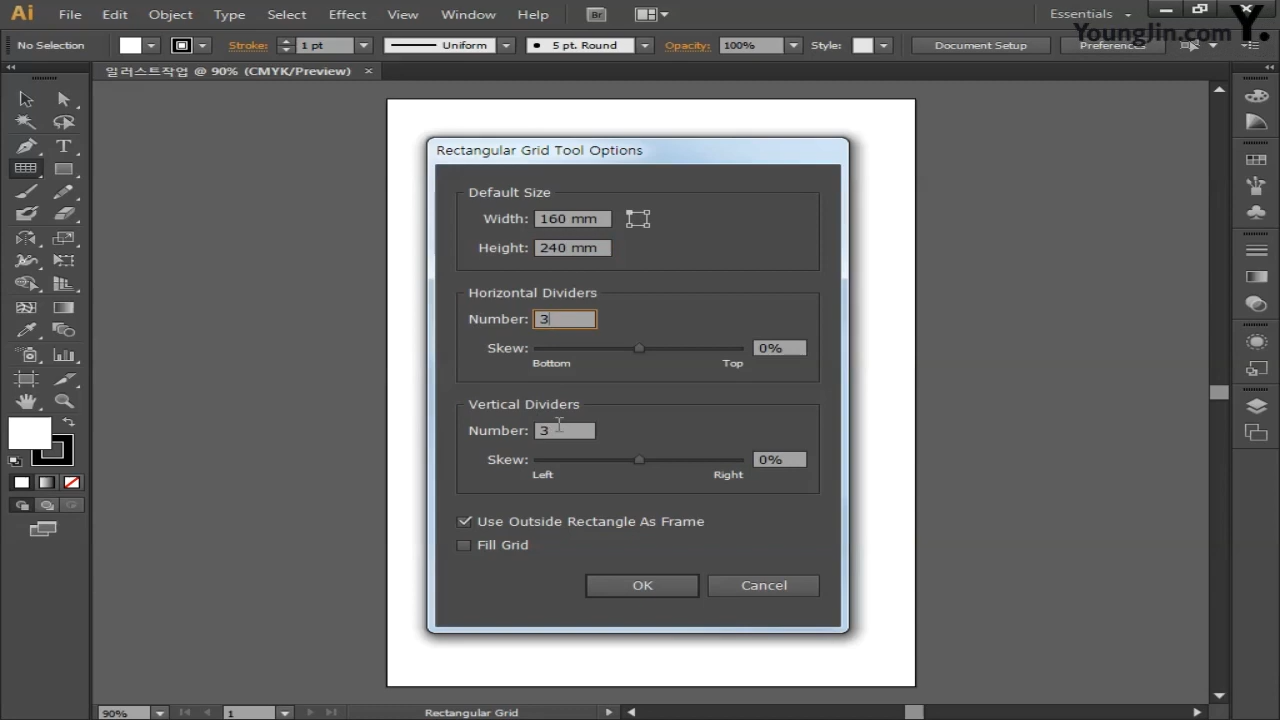 Ai File Edit Object Type Select Effect View Window Help Br Essentials
YoungJin.com Y.
No Selection Stroke: 1 pt Uniform 5 pt. Round Opacity: 100% Style: Document Setup Preferences
일러스트작업 @ 90% (CMYK/Preview) ×
Rectangular Grid Tool Options
Default Size
Width: 160 mm
Height: 240 mm
Horizontal Dividers
Number: 3
Skew: 0%
Bottom Top
Vertical Dividers
Number: 3
Skew: 0%
Left Right
Use Outside Rectangle As Frame
Fill Grid
OK Cancel
90% 1 Rectangular Grid